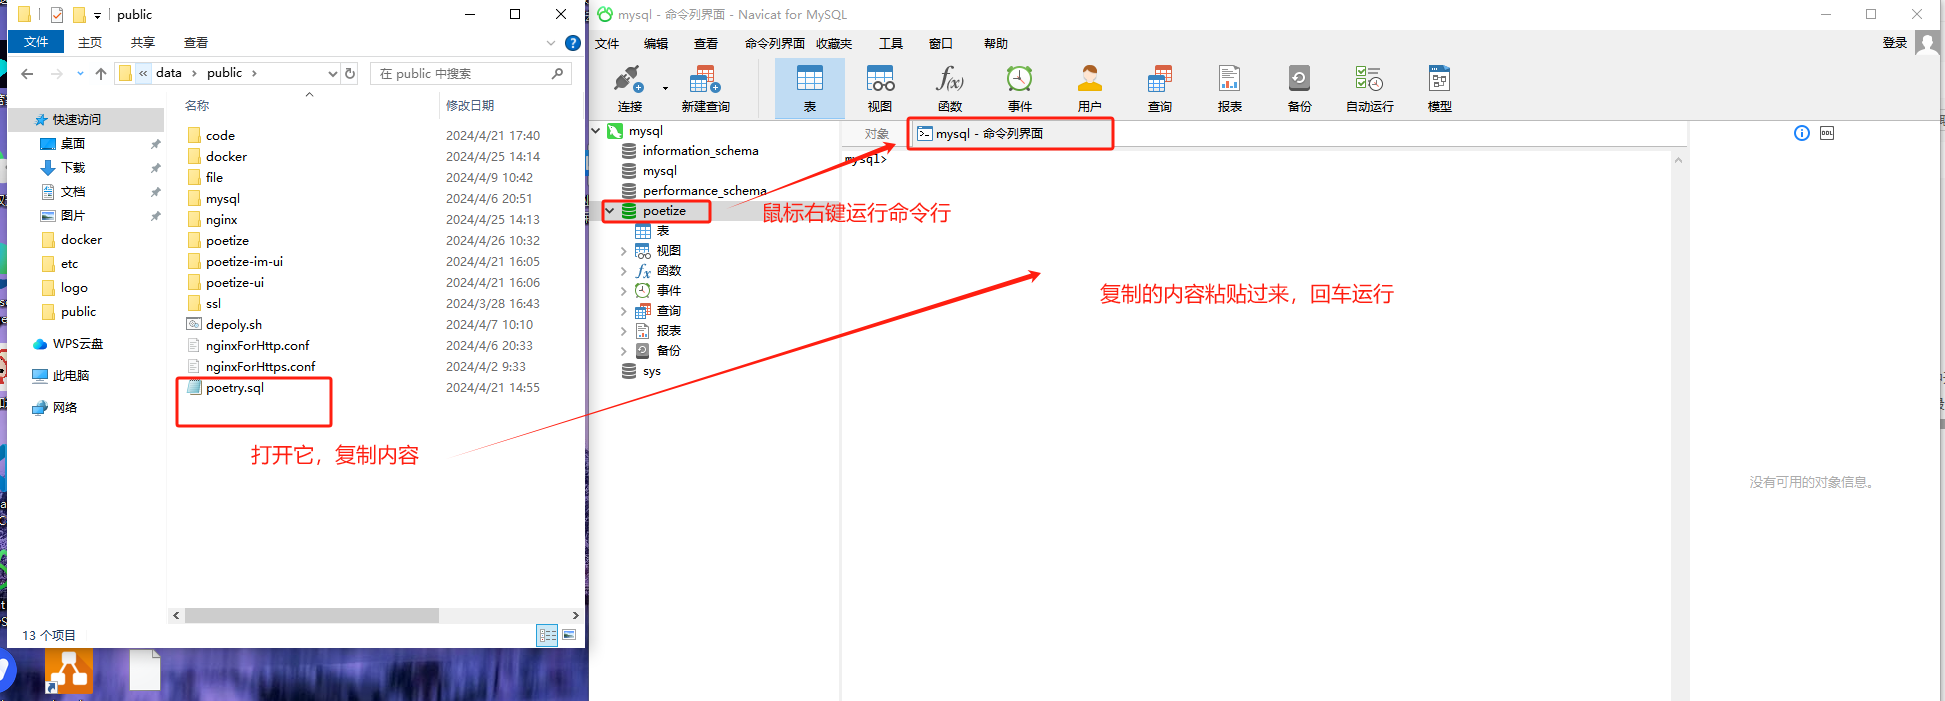 public
文件 主页 共享 查看
« data › public ›
在 public 中搜索
快速访问
桌面
下载
文档
图片
docker
etc
logo
public
WPS云盘
此电脑
网络
名称 修改日期
code 2024/4/21 17:40
docker 2024/4/25 14:14
file 2024/4/9 10:42
mysql 2024/4/6 20:51
nginx 2024/4/25 14:13
poetize 2024/4/26 10:32
poetize-im-ui 2024/4/21 16:05
poetize-ui 2024/4/21 16:06
ssl 2024/3/28 16:43
depoly.sh 2024/4/7 10:10
nginxForHttp.conf 2024/4/6 20:33
nginxForHttps.conf 2024/4/2 9:33
poetry.sql 2024/4/21 14:55
打开它，复制内容
13 个项目
mysql - 命令列界面 - Navicat for MySQL
文件 编辑 查看 命令列界面 收藏夹 工具 窗口 帮助 登录
连接 新建查询 表 视图 函数 事件 用户 查询 报表 备份 自动运行 模型
mysql
information_schema
mysql
performance_schema
poetize
表
视图
函数
事件
查询
报表
备份
sys
对象 mysql - 命令列界面
mysql>
鼠标右键运行命令行
复制的内容粘贴过来，回车运行
DDL
没有可用的对象信息。